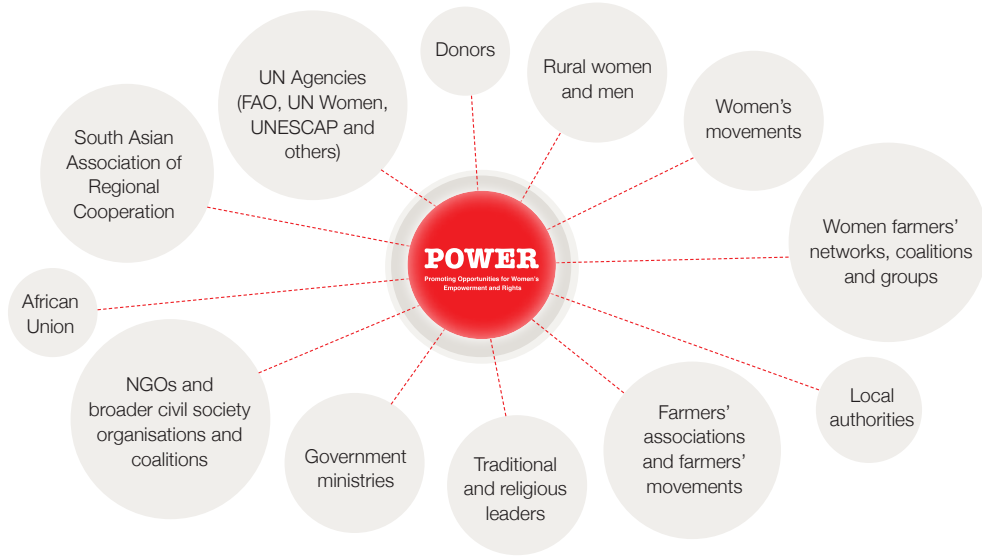 Donors
Rural women
and men
Women's
movements
Women farmers'
networks, coalitions
and groups
Local
authorities
Farmers'
associations
and farmers'
movements
Traditional
and religious
leaders
Government
ministries
NGOs and
broader civil society
organisations and
coalitions
African
Union
South Asian
Association of
Regional
Cooperation
UN Agencies
(FAO, UN Women,
UNESCAP and
others)
POWER
Promoting Opportunities for Women's
Empowerment and Rights